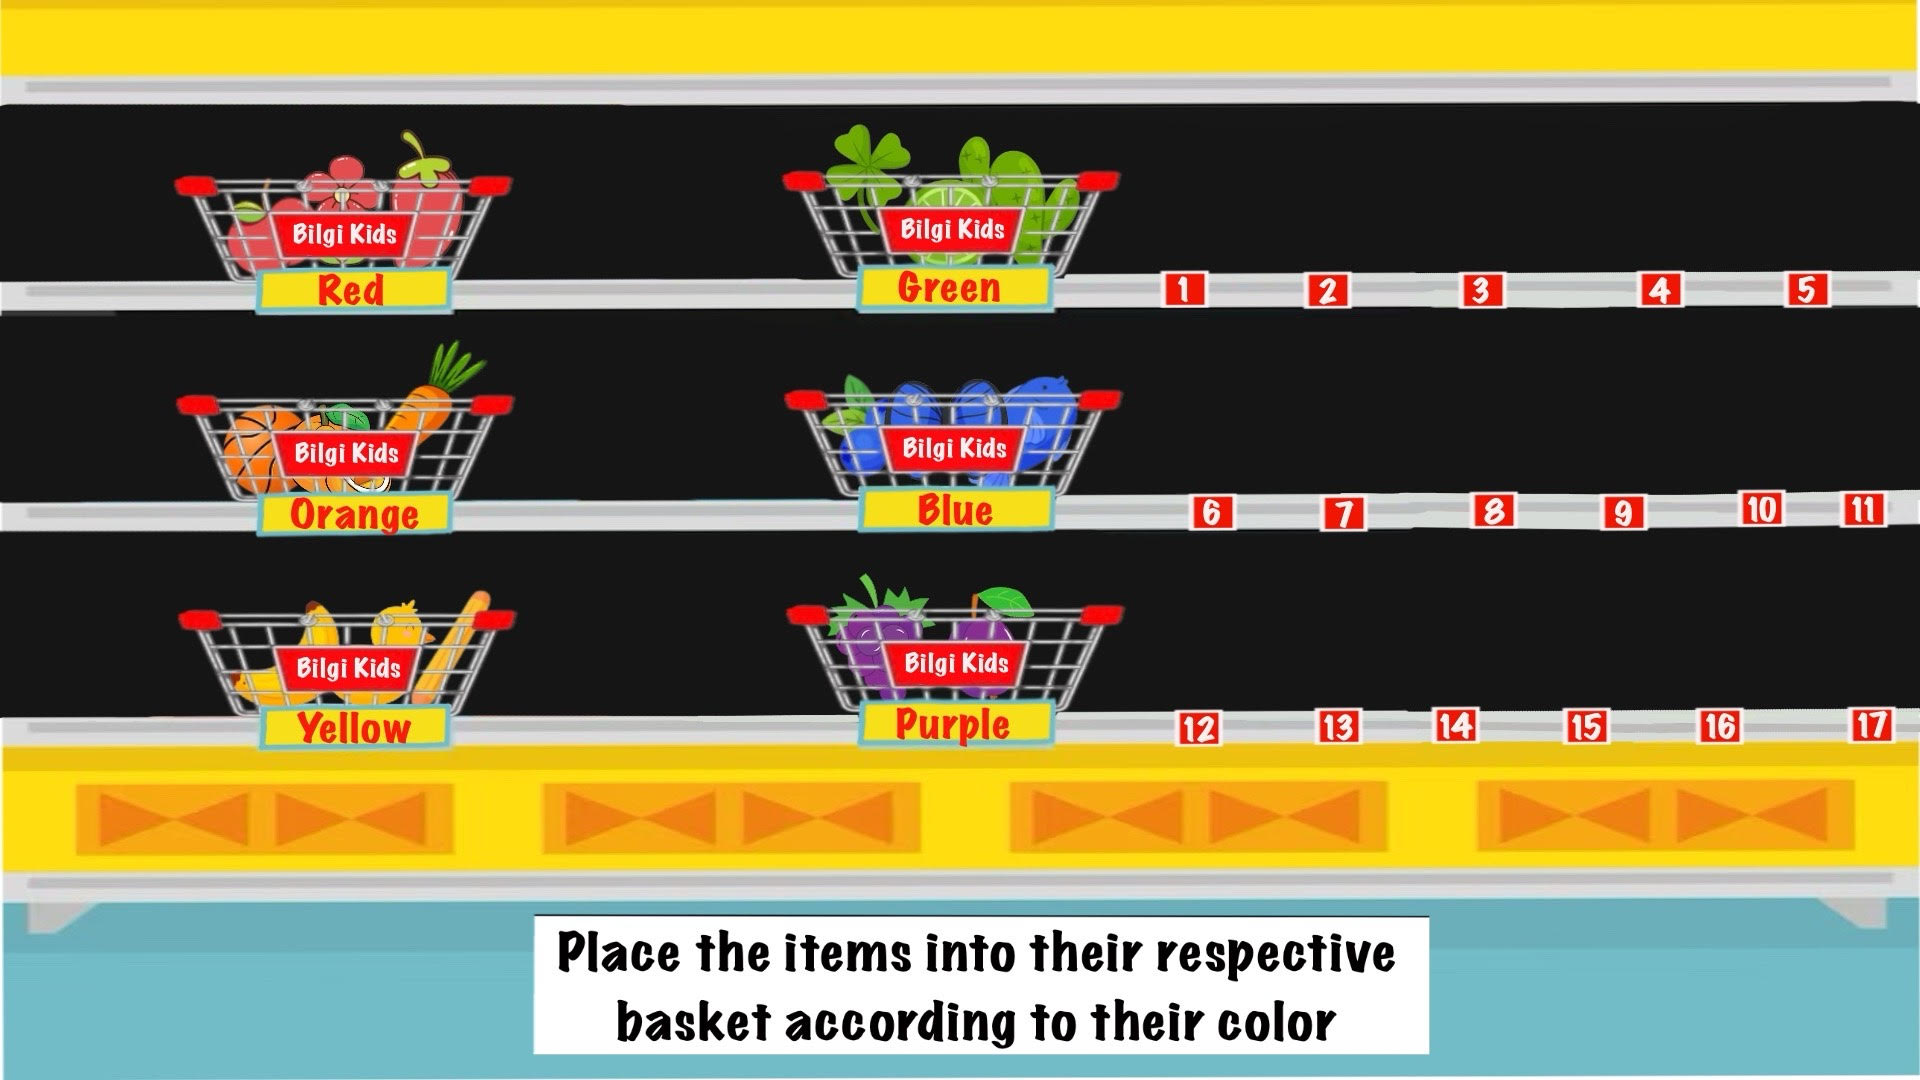 Bilgi Kids
Bilgi Kids
Red
Green
1 2 3 4 5
Bilgi Kids
Bilgi Kids
Orange
Blue
6 7 8 9 10 11
Bilgi Kids
Bilgi Kids
Yellow
Purple
12 13 14 15 16 17
Place the items into their respective
basket according to their color